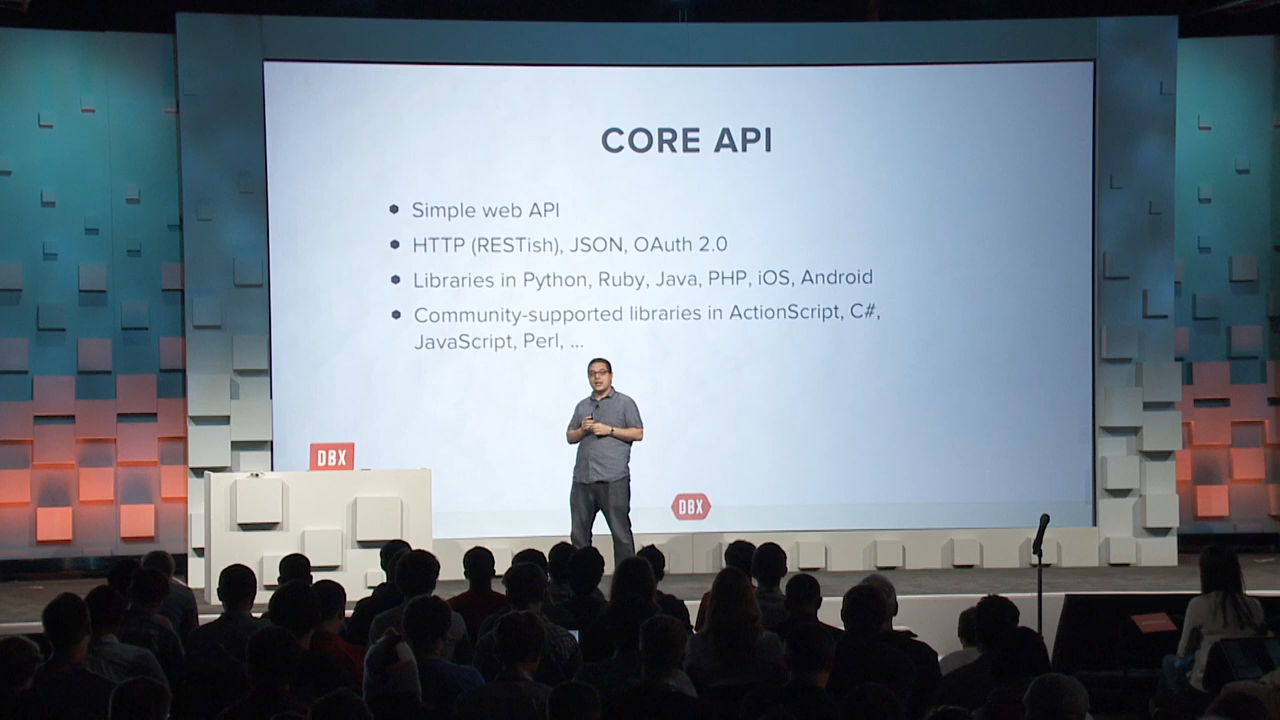 CORE API
Simple web API
HTTP (RESTish), JSON, OAuth 2.0
Libraries in Python, Ruby, Java, PHP, iOS, Android
Community-supported libraries in ActionScript, C#,
JavaScript, Perl, ...
DBX
DBX